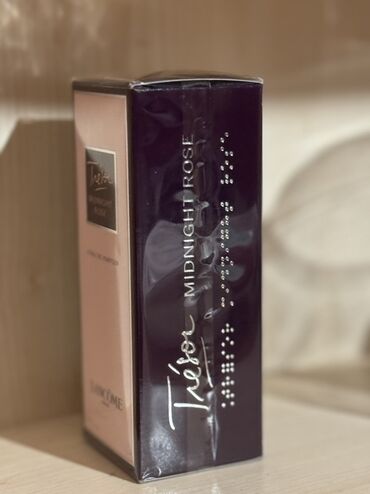 Trésor
MIDNIGHT
ROSE
L'EAU DE PARFUM
LANCÔME
Trésor MIDNIGHT ROSE